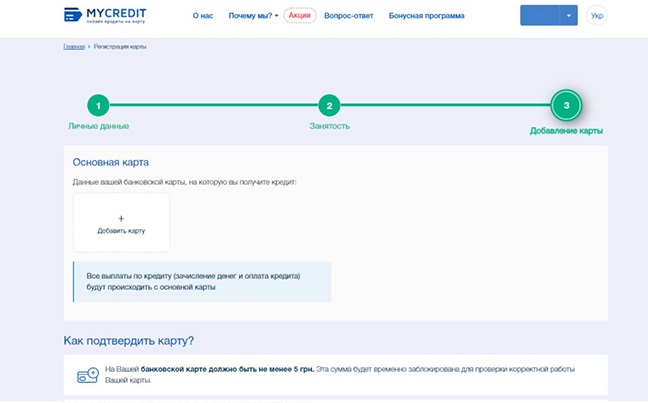 MYCREDIT
онлайн кредиты на карту
О нас Почему мы? Акции Вопрос-ответ Бонусная программа Укр
Главная > Регистрация карты
1 2 3
Личные данные Занятость Добавление карты
Основная карта
Данные вашей банковской карты, на которую вы получите кредит:
+
Добавить карту
Все выплаты по кредиту (зачисление денег и оплата кредита)
будут происходить с основной карты
Как подтвердить карту?
На Вашей банковской карте должно быть не менее 5 грн. Эта сумма будет временно заблокирована для проверки корректной работы
Вашей карты.